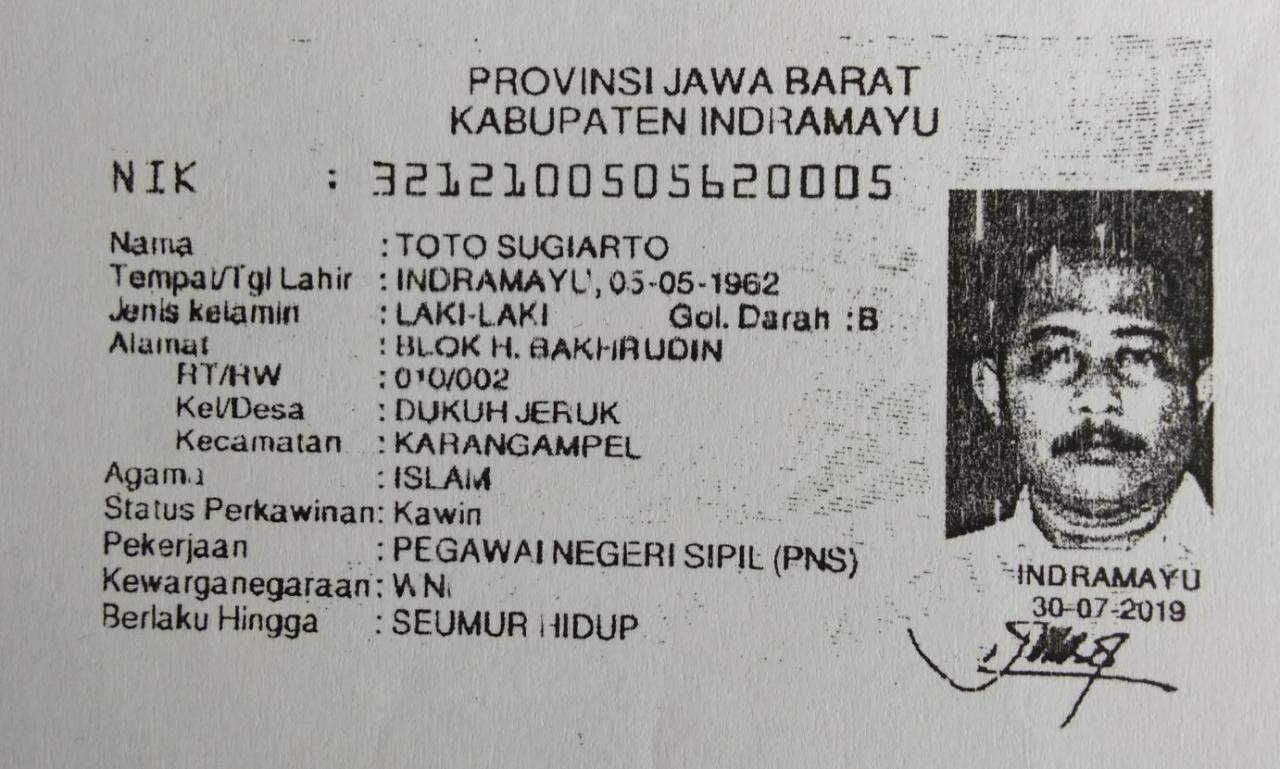 PROVINSI JAWA BARAT
KABUPATEN INDRAMAYU
NIK : 3212100505620005
Nama : TOTO SUGIARTO
Tempat/Tgl Lahir : INDRAMAYU, 05-05-1962
Jenis kelamin : LAKI-LAKI Gol. Darah : B
Alamat : BLOK H. BAKHRUDIN
RT/RW : 010/002
Kel/Desa : DUKUH JERUK
Kecamatan : KARANGAMPEL
Agama : ISLAM
Status Perkawinan: Kawin
Pekerjaan : PEGAWAI NEGERI SIPIL (PNS)
Kewarganegaraan: WNI
Berlaku Hingga : SEUMUR HIDUP
INDRAMAYU
30-07-2019